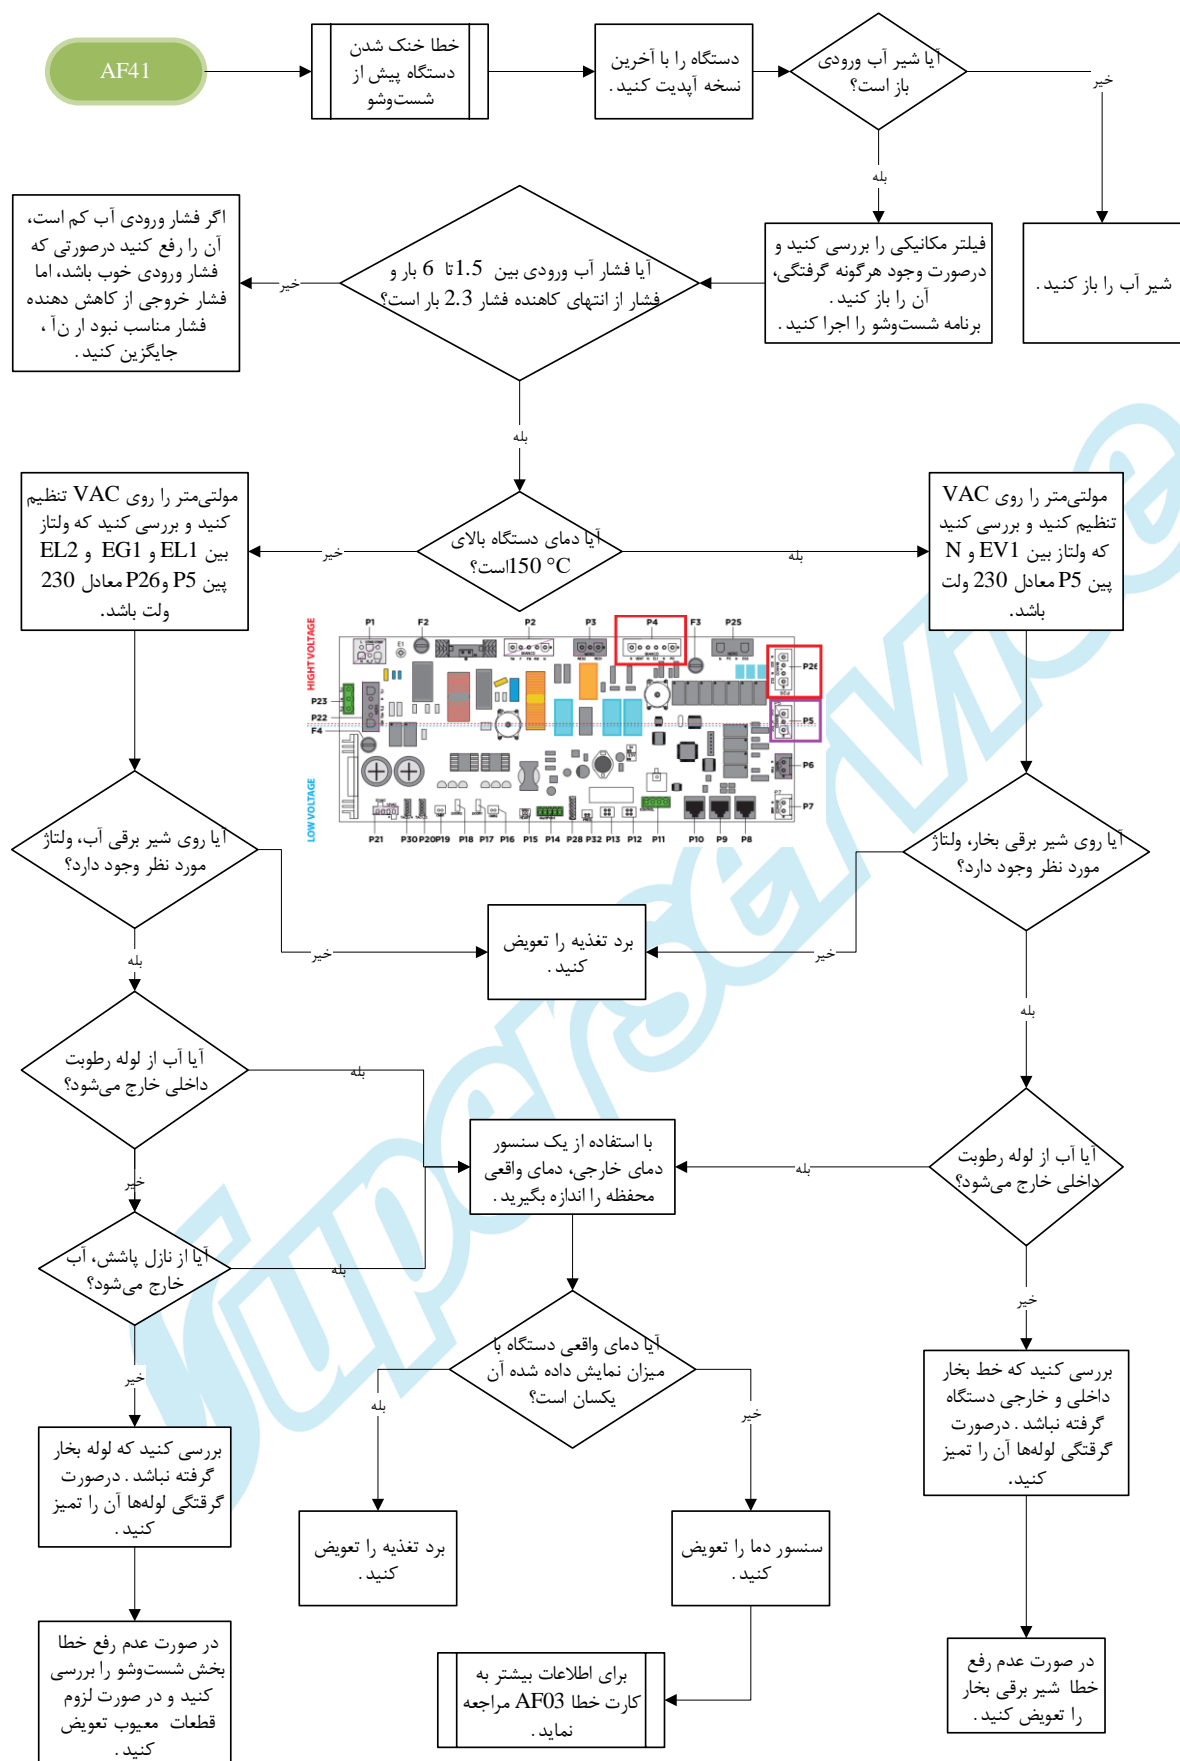 AF41
خطا خنک شدن
دستگاه پیش از
شست‌وشو
دستگاه را با آخرین
نسخه آپدیت کنید.
آیا شیر آب ورودی
باز است؟
خیر
بله
شیر آب را باز کنید.
فیلتر مکانیکی را بررسی کنید و
درصورت وجود هرگونه گرفتگی،
آن را باز کنید.
برنامه شست‌وشو را اجرا کنید.
آیا فشار آب ورودی بین 1.5 تا 6 بار و
فشار از انتهای کاهنده فشار 2.3 بار است؟
خیر
اگر فشار ورودی آب کم است،
آن را رفع کنید درصورتی که
فشار ورودی خوب باشد، اما
فشار خروجی از کاهش دهنده
فشار مناسب نبود ار نآ ،
جایگزین کنید.
بله
آیا دمای دستگاه بالای
150 °C است؟
خیر
بله
مولتی‌متر را روی VAC تنظیم
کنید و بررسی کنید که ولتاژ
بین EL1 و EG1 و EL2
پین P5 و P26 معادل 230
ولت باشد.
مولتی‌متر را روی VAC
تنظیم کنید و بررسی کنید
که ولتاژ بین EV1 و N
پین P5 معادل 230 ولت
باشد.
HIGHT VOLTAGE
LOW VOLTAGE
P1
E1
F2
P2
P3
P4
F3
P25
P26
P23
P22
F4
P5
P6
P7
P21
P30
P20
P19
P18
P17
P16
P15
P14
P28
P32
P13
P12
P11
P10
P9
P8
آیا روی شیر برقی آب، ولتاژ
مورد نظر وجود دارد؟
خیر
بله
برد تغذیه را تعویض
کنید.
آیا روی شیر برقی بخار، ولتاژ
مورد نظر وجود دارد؟
خیر
بله
آیا آب از لوله رطوبت
داخلی خارج می‌شود؟
بله
خیر
با استفاده از یک سنسور
دمای خارجی، دمای واقعی
محفظه را اندازه بگیرید.
آیا آب از لوله رطوبت
داخلی خارج می‌شود؟
بله
خیر
آیا از نازل پاشش، آب
خارج می‌شود؟
بله
خیر
آیا دمای واقعی دستگاه با
میزان نمایش داده شده آن
یکسان است؟
بله
خیر
بررسی کنید که خط بخار
داخلی و خارجی دستگاه
گرفته نباشد. درصورت
گرقتگی لوله‌ها آن را تمیز
کنید.
بررسی کنید که لوله بخار
گرفته نباشد. درصورت
گرقتگی لوله‌ها آن را تمیز
کنید.
برد تغذیه را تعویض
کنید.
سنسور دما را تعویض
کنید.
در صورت عدم رفع خطا
بخش شست‌وشو را بررسی
کنید و در صورت لزوم
قطعات معیوب تعویض
کنید.
برای اطلاعات بیشتر به
کارت خطا AF03 مراجعه
نماید.
در صورت عدم رفع
خطا شیر برقی بخار
را تعویض کنید.
Superservice